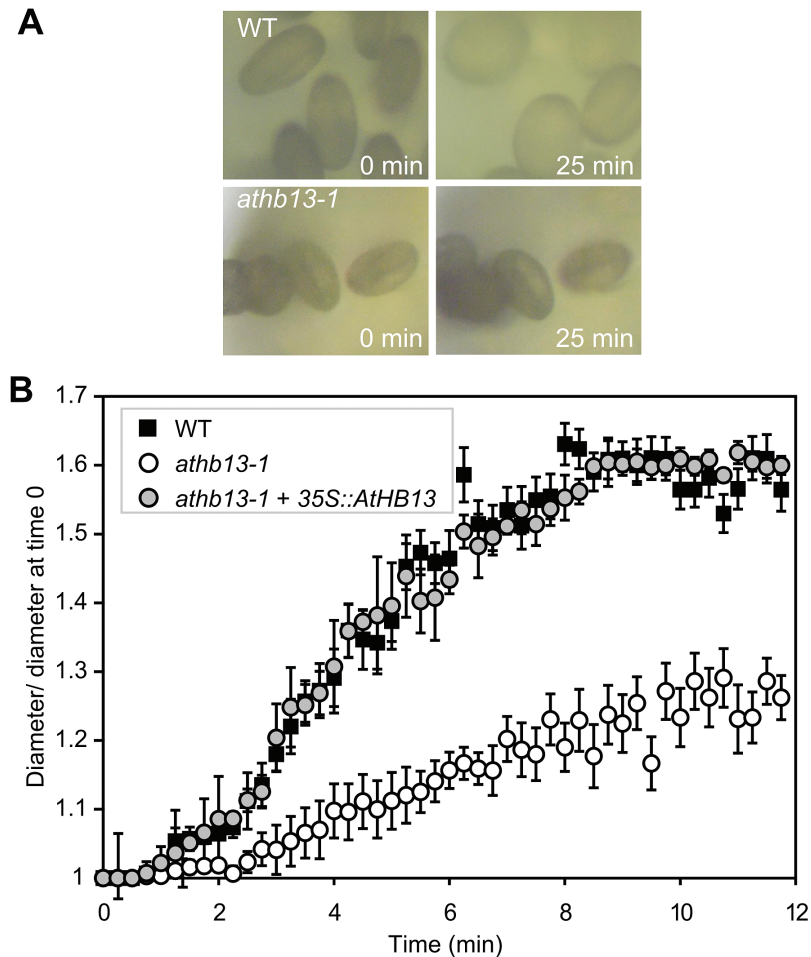 A
WT
0 min
25 min
athb13-1
0 min
25 min
B
1.7
1.6
1.5
1.4
1.3
1.2
1.1
1
WT
athb13-1
athb13-1 + 35S::AtHB13
Diameter/ diameter at time 0
0 2 4 6 8 10 12
Time (min)